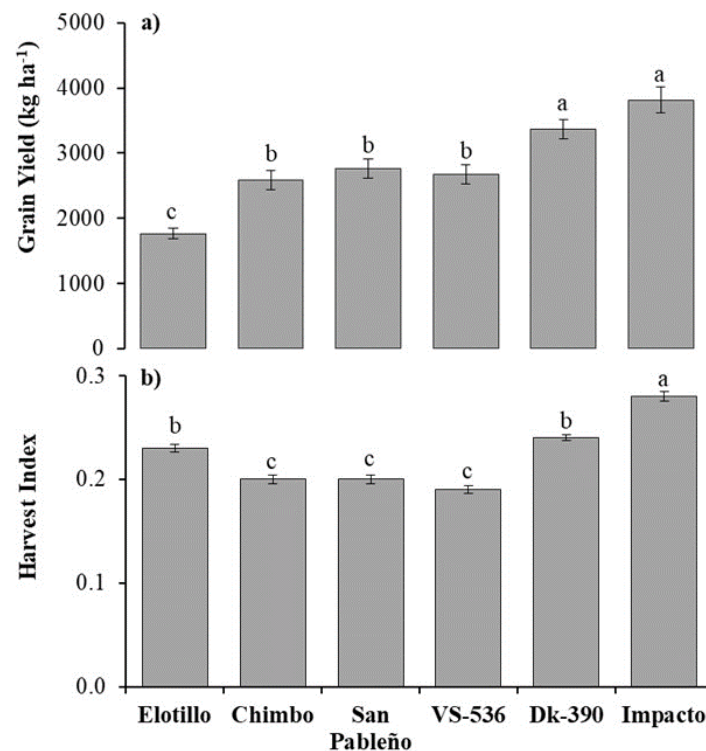 a)
Grain Yield (kg ha⁻¹)
5000
4000
3000
2000
1000
0
c
b
b
b
a
a
b)
Harvest Index
0.3
0.2
0.1
0.0
b
c
c
c
b
a
Elotillo Chimbo San Pableño VS-536 Dk-390 Impacto